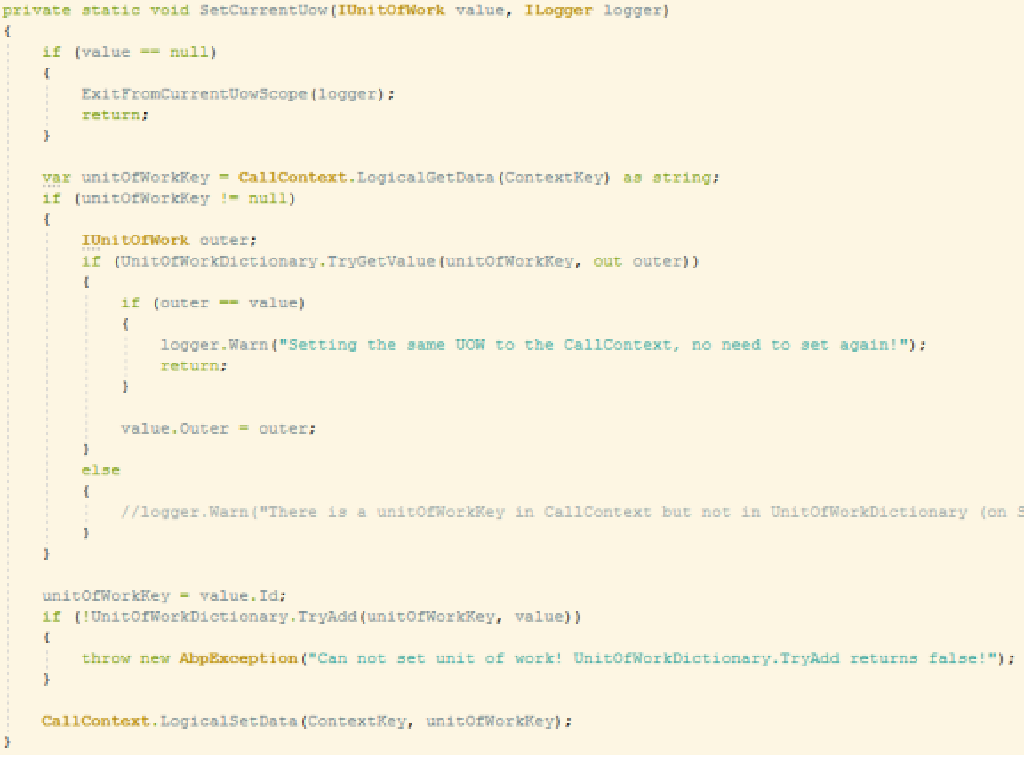 private static void SetCurrentUow(IUnitOfWork value, ILogger logger)
{
    if (value == null)
    {
        ExitFromCurrentUowScope(logger);
        return;
    }

    var unitOfWorkKey = CallContext.LogicalGetData(ContextKey) as string;
    if (unitOfWorkKey != null)
    {
        IUnitOfWork outer;
        if (UnitOfWorkDictionary.TryGetValue(unitOfWorkKey, out outer))
        {
            if (outer == value)
            {
                logger.Warn("Setting the same UOW to the CallContext, no need to set again!");
                return;
            }

            value.Outer = outer;
        }
        else
        {
            //logger.Warn("There is a unitOfWorkKey in CallContext but not in UnitOfWorkDictionary (on S
        }
    }

    unitOfWorkKey = value.Id;
    if (!UnitOfWorkDictionary.TryAdd(unitOfWorkKey, value))
    {
        throw new AbpException("Can not set unit of work! UnitOfWorkDictionary.TryAdd returns false!");
    }

    CallContext.LogicalSetData(ContextKey, unitOfWorkKey);
}